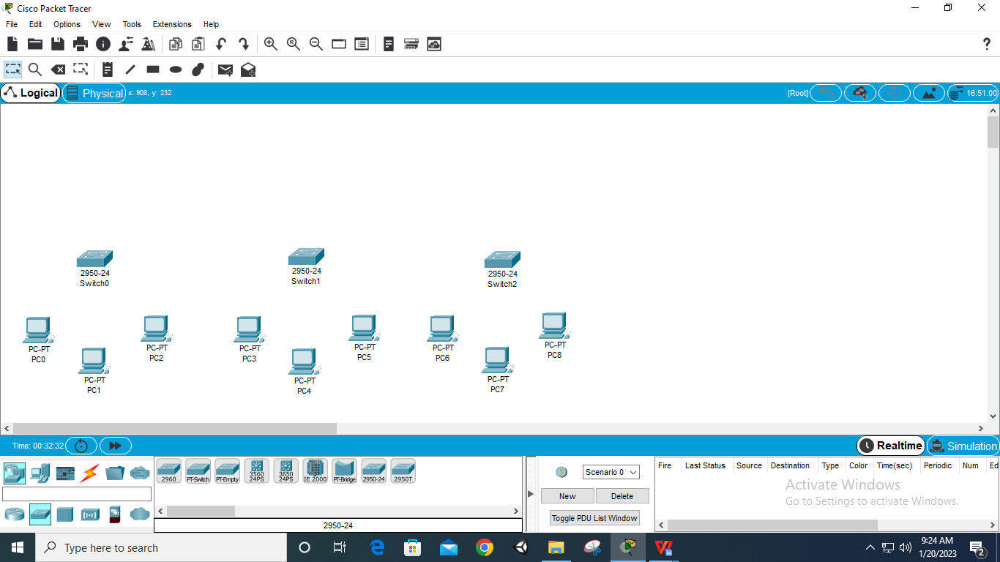 Cisco Packet Tracer
File Edit Options View Tools Extensions Help
Logical Physical x: 908, y: 232 [Root] 16:51:00
2950-24
Switch0
2950-24
Switch1
2950-24
Switch2
PC-PT
PC0
PC-PT
PC1
PC-PT
PC2
PC-PT
PC3
PC-PT
PC4
PC-PT
PC5
PC-PT
PC6
PC-PT
PC7
PC-PT
PC8
Time: 00:32:32 Realtime Simulation
2960 PT-Switch PT-Empty 3560 24PS 3650 24PS IE 2000 PT-Bridge 2950-24 2950T
2950-24
Scenario 0
New Delete
Toggle PDU List Window
Fire Last Status Source Destination Type Color Time(sec) Periodic Num Ed
Activate Windows
Go to Settings to activate Windows.
Type here to search
9:24 AM
1/20/2023
2